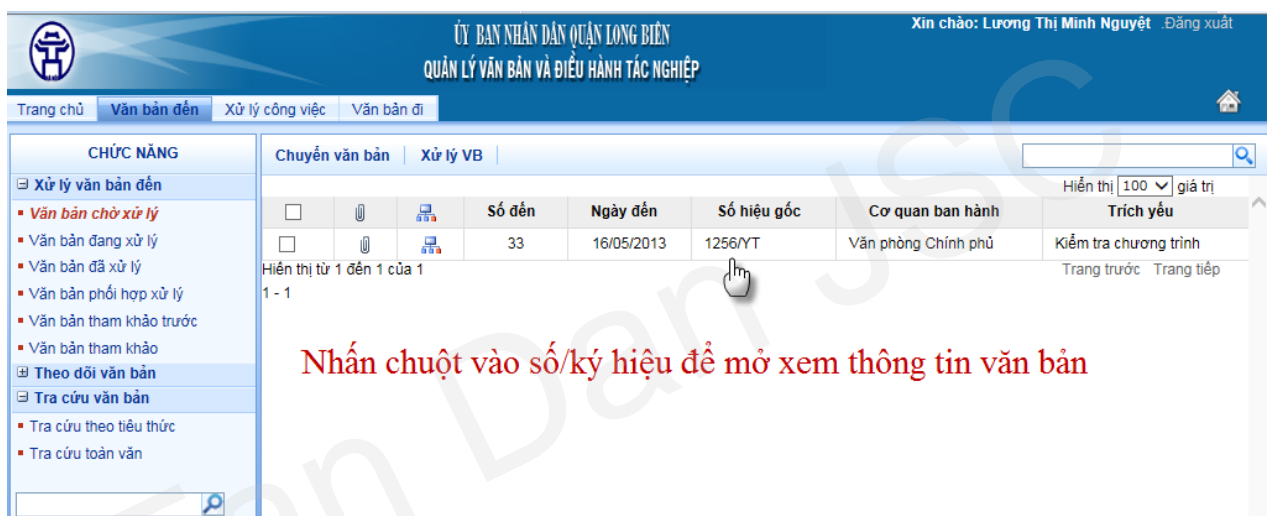 ỦY BAN NHÂN DÂN QUẬN LONG BIÊN
QUẢN LÝ VĂN BẢN VÀ ĐIỀU HÀNH TÁC NGHIỆP
Xin chào: Lương Thị Minh Nguyệt .Đăng xuất
Trang chủ Văn bản đến Xử lý công việc Văn bản đi
CHỨC NĂNG
Xử lý văn bản đến
Văn bản chờ xử lý
Văn bản đang xử lý
Văn bản đã xử lý
Văn bản phối hợp xử lý
Văn bản tham khảo trước
Văn bản tham khảo
Theo dõi văn bản
Tra cứu văn bản
Tra cứu theo tiêu thức
Tra cứu toàn văn
Chuyển văn bản Xử lý VB
Hiển thị 100 giá trị
Số đến Ngày đến Số hiệu gốc Cơ quan ban hành Trích yếu
33 16/05/2013 1256/YT Văn phòng Chính phủ Kiểm tra chương trình
Hiển thị từ 1 đến 1 của 1 Trang trước Trang tiếp
1 - 1
Nhấn chuột vào số/ký hiệu để mở xem thông tin văn bản
Tan Dan JSC